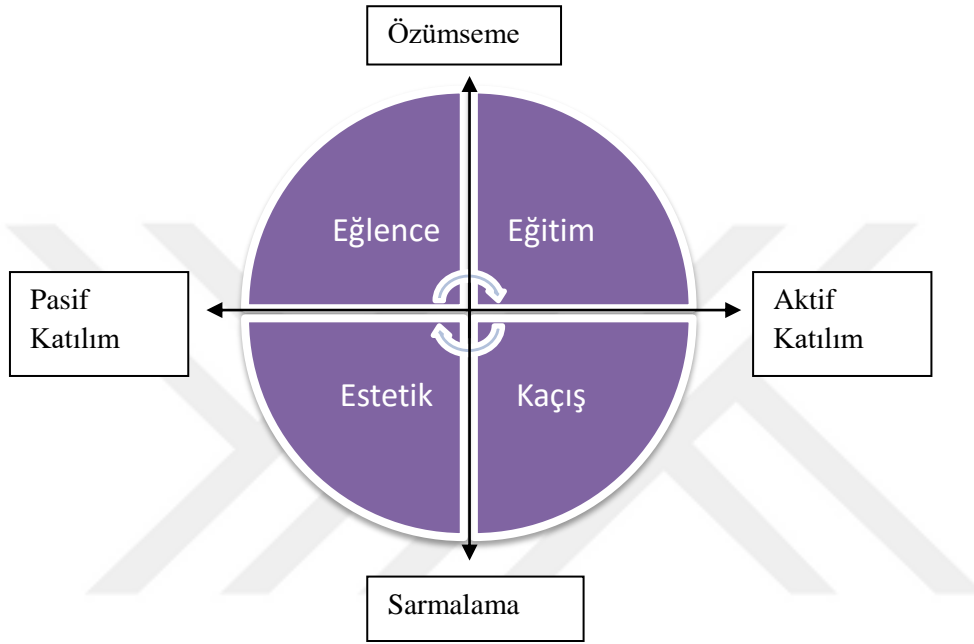 Özümseme
Eğlence
Eğitim
Pasif
Katılım
Aktif
Katılım
Estetik
Kaçış
Sarmalama